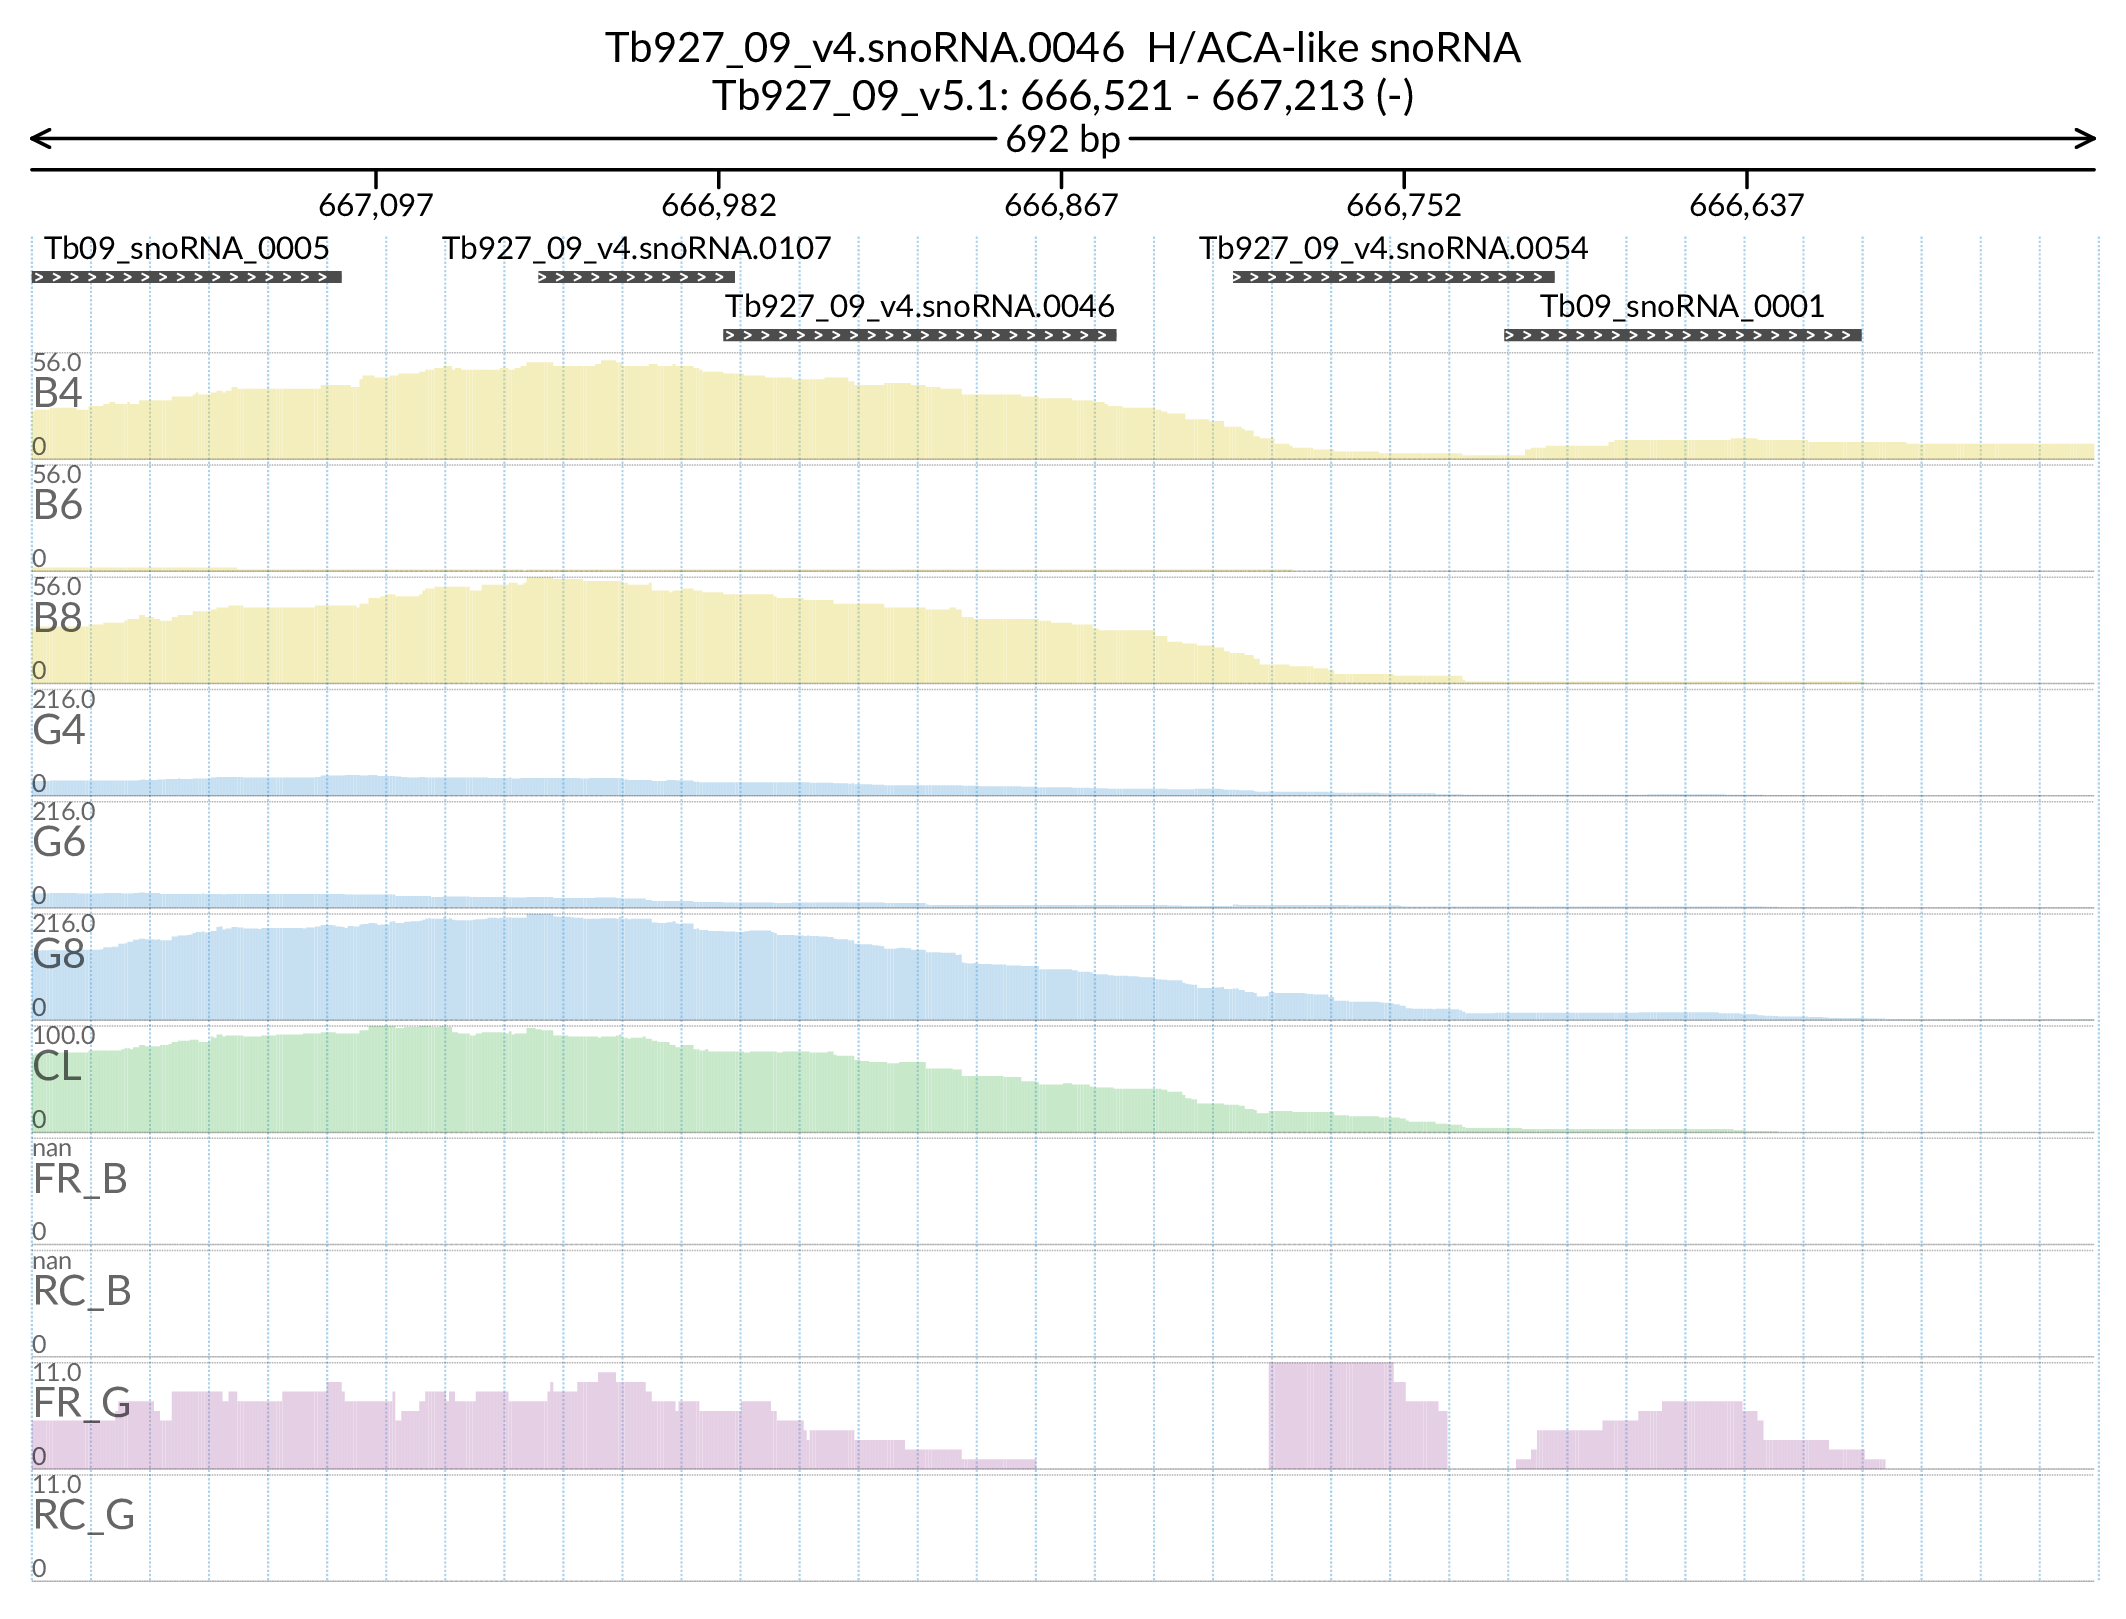 Tb927_09_v4.snoRNA.0046  H/ACA-like snoRNA
Tb927_09_v5.1: 666,521 - 667,213 (-)
692 bp
667,097 666,982 666,867 666,752 666,637
Tb09_snoRNA_0005 Tb927_09_v4.snoRNA.0107 Tb927_09_v4.snoRNA.0054
Tb927_09_v4.snoRNA.0046 Tb09_snoRNA_0001
56.0
B4
0
56.0
B6
0
56.0
B8
0
216.0
G4
0
216.0
G6
0
216.0
G8
0
100.0
CL
0
nan
FR_B
0
nan
RC_B
0
11.0
FR_G
0
11.0
RC_G
0